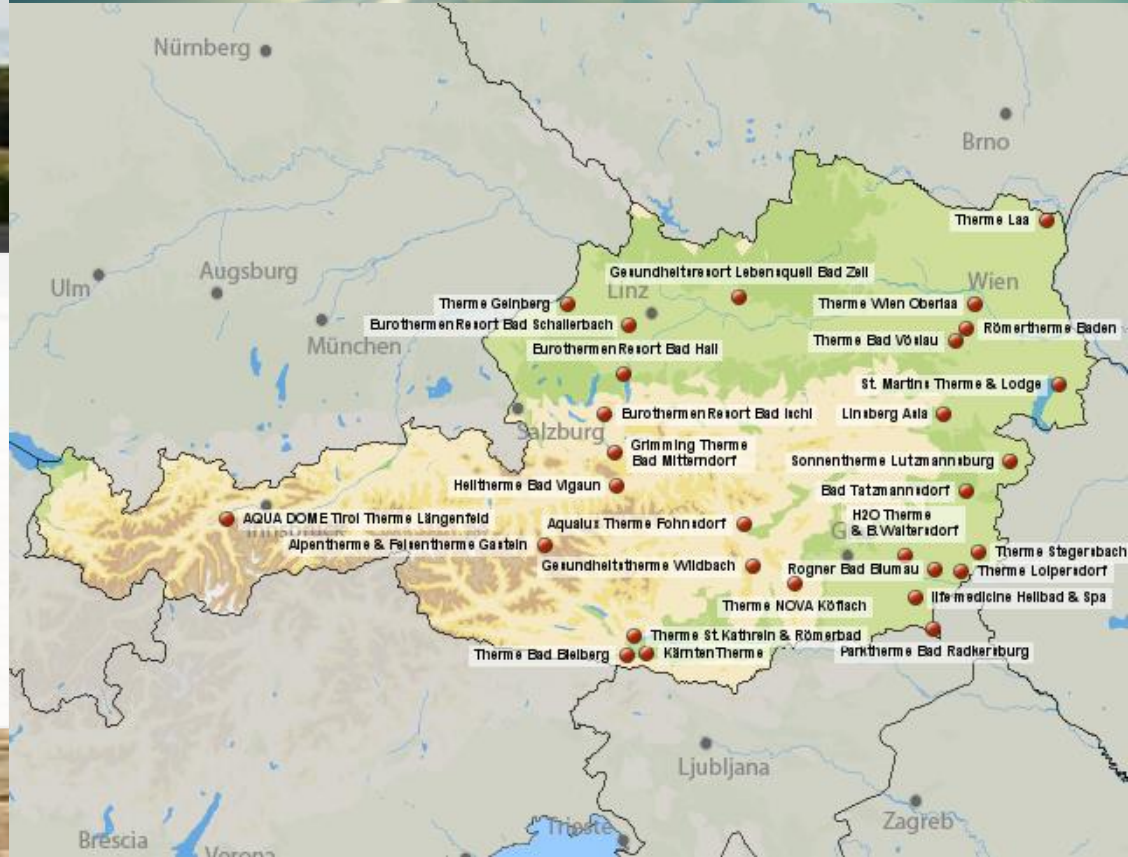 Nürnberg
Brno
Therme Laa
Gesundheitsresort Lebensquell Bad Zell
Ulm
Augsburg
Linz
Wien
Therme Geinberg
Therme Wien Oberlaa
Eurothermen Resort Bad Schallerbach
Römertherme Baden
München
Therme Bad Vöslau
Eurothermen Resort Bad Hall
St. Martins Therme & Lodge
Eurothermen Resort Bad Ischl
Linsberg Asia
Salzburg
Grimming Therme
Bad Mitterndorf
Sonnentherme Lutzmannsburg
Heiltherme Bad Vigaun
Bad Tatzmannsdorf
AQUA DOME Tirol Therme Längenfeld
Innsbruck
Aqualux Therme Fohnsdorf
H2O Therme
& B.Waltersdorf
G
Alpentherme & Felsentherme Gastein
Therme Stegersbach
Gesundheitstherme Wildbach
Rogner Bad Blumau
Therme Loipersdorf
Therme NOVA Köflach
life medicine Heilbad & Spa
Therme St. Kathrein & Römerbad
Therme Bad Bleiberg
KärntenTherme
Parktherme Bad Radkersburg
Ljubljana
Zagreb
Trieste
Brescia
Verona